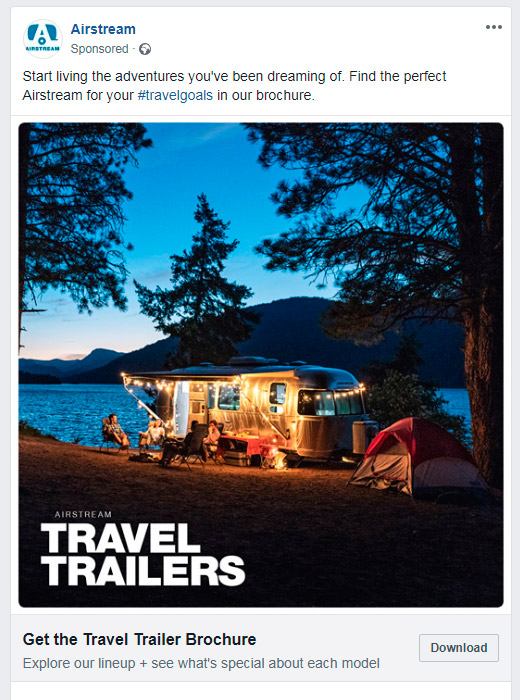 AIRSTREAM
Airstream
Sponsored ·
Start living the adventures you've been dreaming of. Find the perfect
Airstream for your #travelgoals in our brochure.
AIRSTREAM
TRAVEL
TRAILERS
Get the Travel Trailer Brochure
Explore our lineup + see what's special about each model
Download